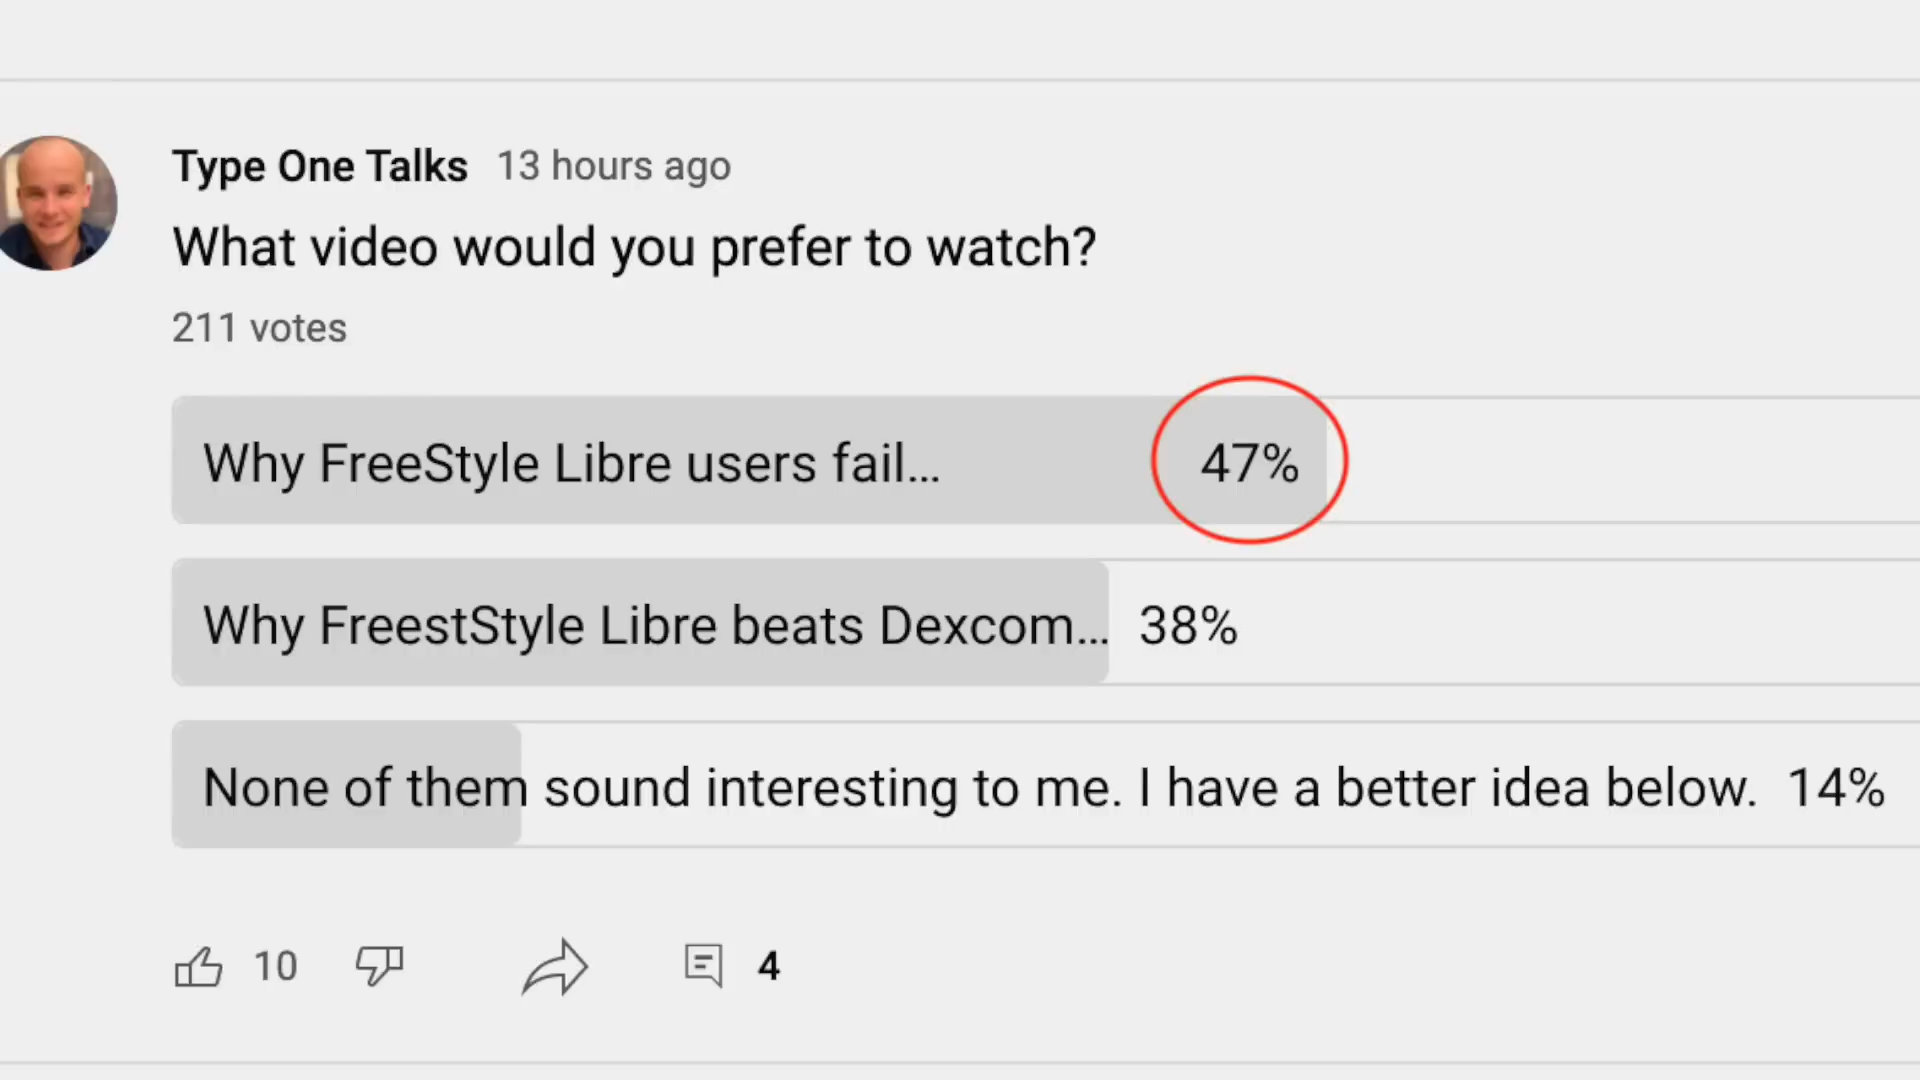 Type One Talks 13 hours ago
What video would you prefer to watch?
211 votes
Why FreeStyle Libre users fail... 47%
Why FreestStyle Libre beats Dexcom... 38%
None of them sound interesting to me. I have a better idea below. 14%
10 4